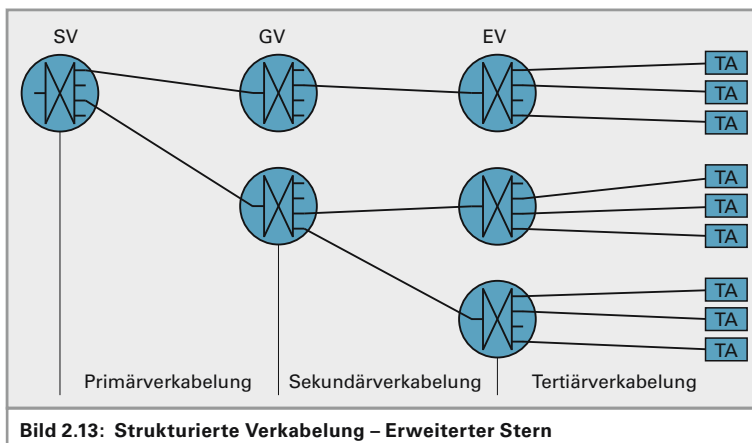 SV GV EV
TA
TA
TA
TA
TA
TA
TA
TA
TA
Primärverkabelung Sekundärverkabelung Tertiärverkabelung
Bild 2.13: Strukturierte Verkabelung – Erweiterter Stern